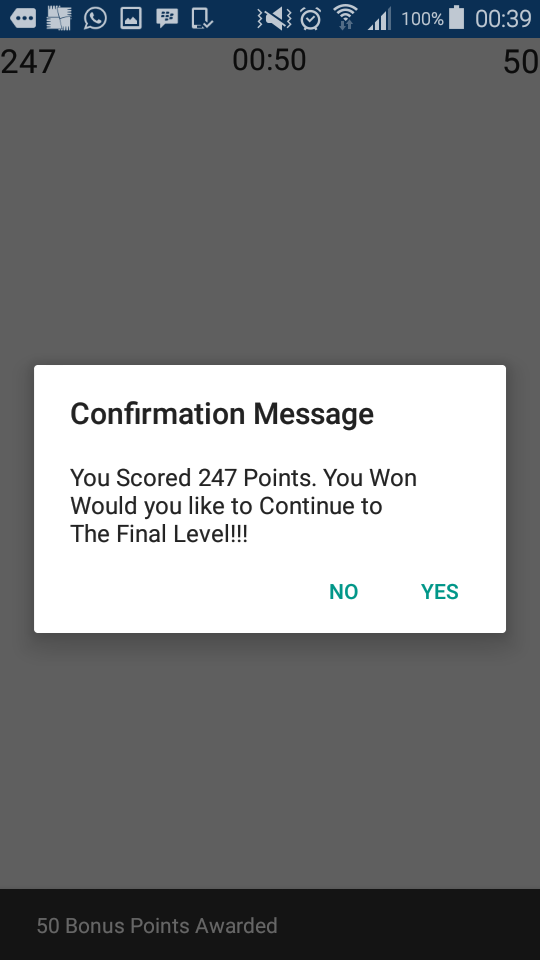 100% 00:39
247 00:50 50
Confirmation Message
You Scored 247 Points. You Won
Would you like to Continue to
The Final Level!!!
NO YES
50 Bonus Points Awarded